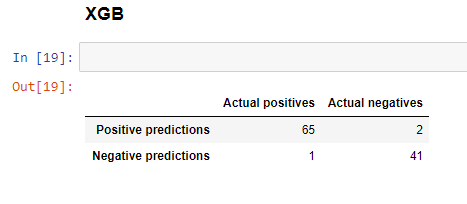 XGB
In [19]:
Out[19]:
Actual positives Actual negatives
Positive predictions 65 2
Negative predictions 1 41